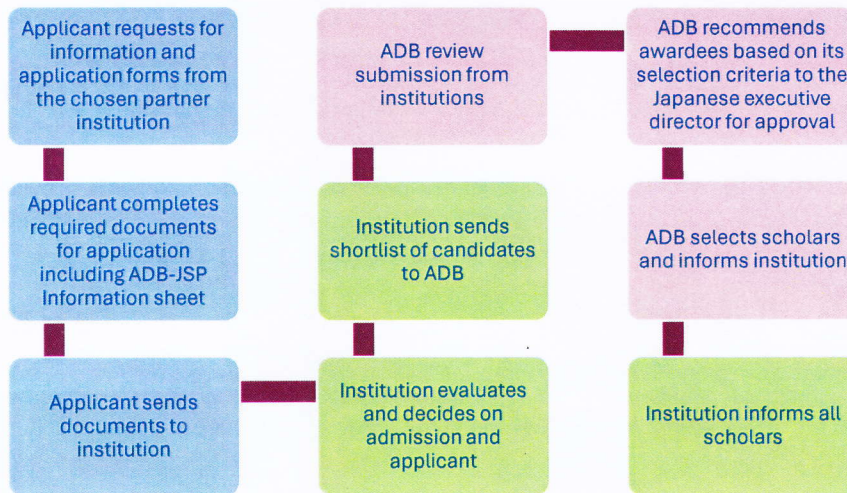 Applicant requests for
information and
application forms from
the chosen partner
institution
Applicant completes
required documents
for application
including ADB-JSP
Information sheet
Applicant sends
documents to
institution
Institution evaluates
and decides on
admission and
applicant
Institution sends
shortlist of candidates
to ADB
ADB review
submission from
institutions
ADB recommends
awardees based on its
selection criteria to the
Japanese executive
director for approval
ADB selects scholars
and informs institution
Institution informs all
scholars